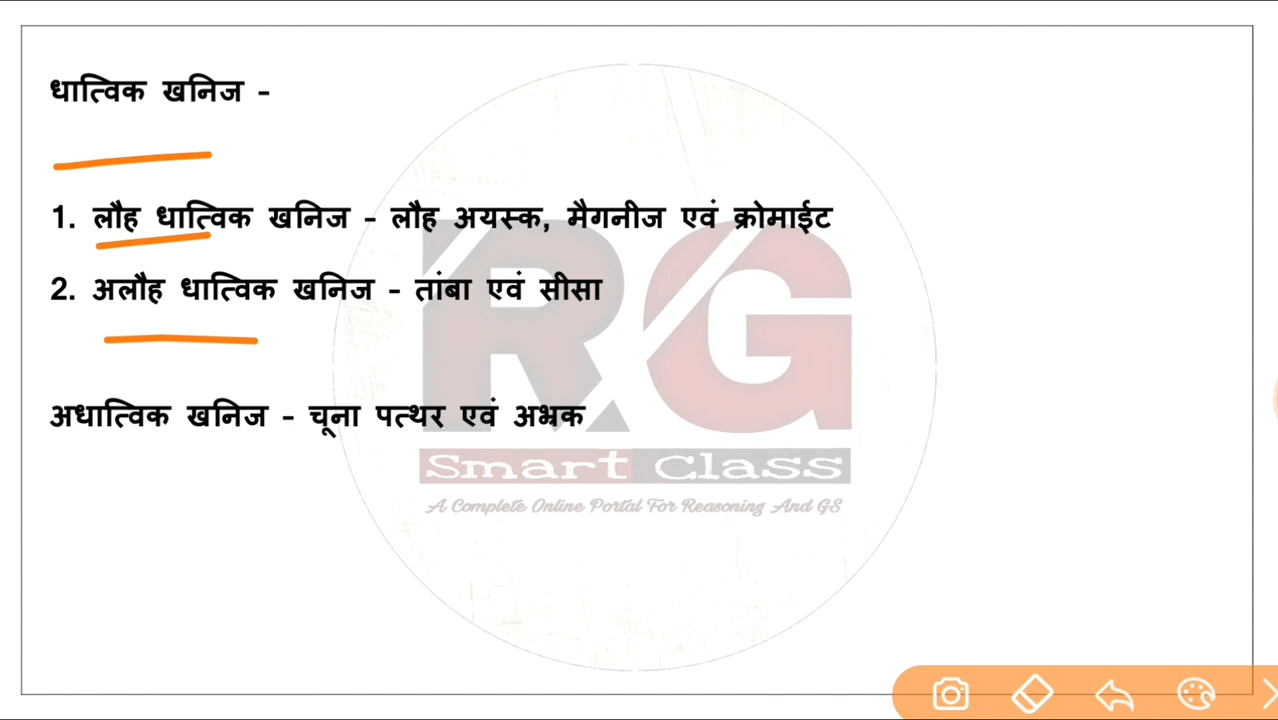 धात्विक खनिज -
1. लौह धात्विक खनिज - लौह अयस्क, मैगनीज एवं क्रोमाईट
2. अलौह धात्विक खनिज - तांबा एवं सीसा
अधात्विक खनिज - चूना पत्थर एवं अभ्रक
RG
Smart Class
A Complete Online Portal For Reasoning And GS